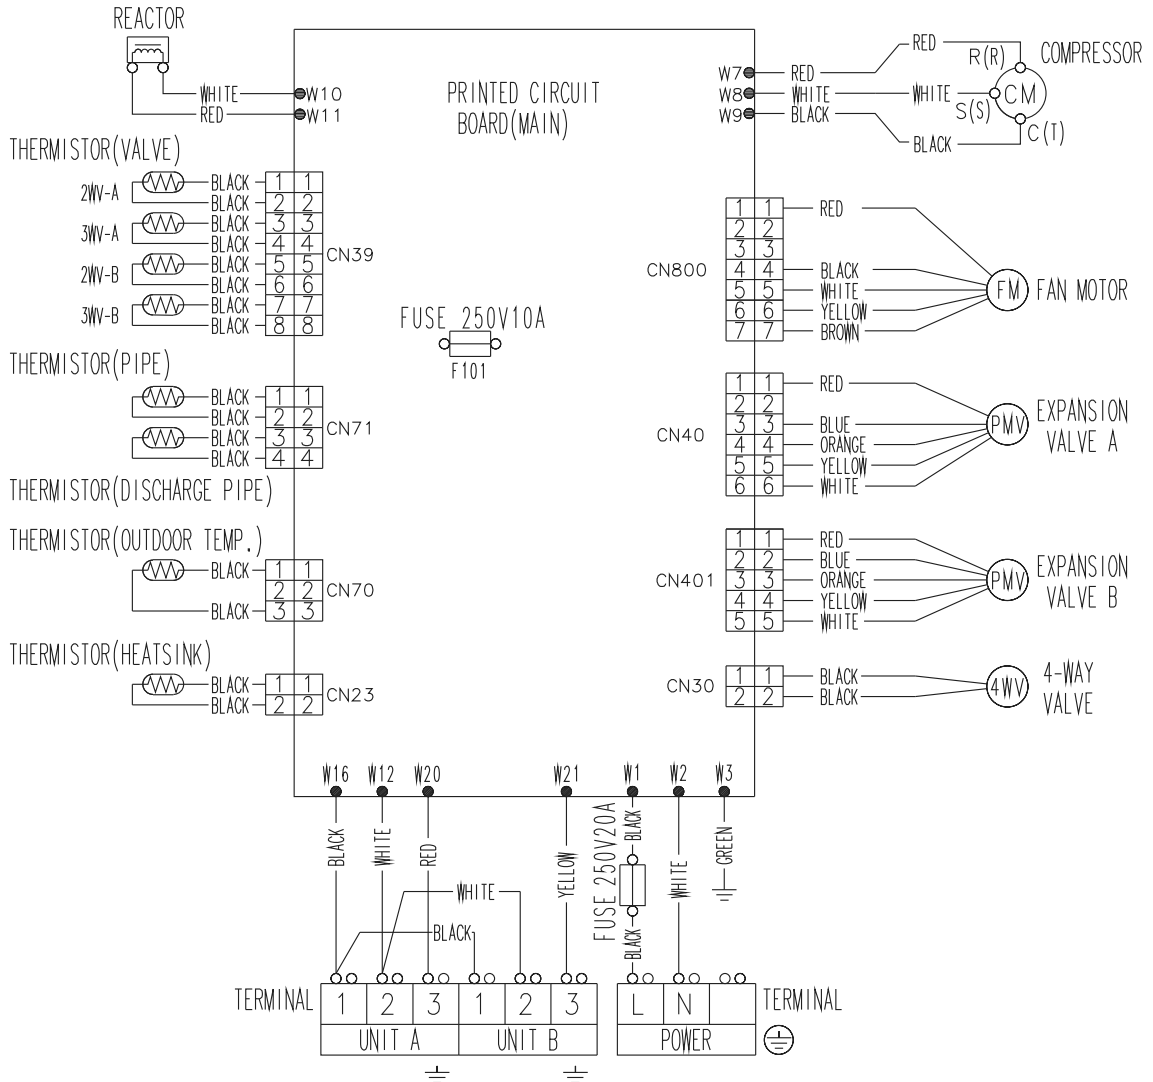 REACTOR
WHITE W10
RED W11
PRINTED CIRCUIT
BOARD(MAIN)
W7 RED RED
W8 WHITE WHITE
W9 BLACK BLACK
R(R)
S(S)
C(T)
CM
COMPRESSOR
THERMISTOR(VALVE)
2WV-A
3WV-A
2WV-B
3WV-B
BLACK 1 1
BLACK 2 2
BLACK 3 3
BLACK 4 4
BLACK 5 5
BLACK 6 6
BLACK 7 7
BLACK 8 8
CN39
FUSE 250V10A
F101
THERMISTOR(PIPE)
BLACK 1 1
BLACK 2 2
BLACK 3 3
BLACK 4 4
CN71
THERMISTOR(DISCHARGE PIPE)
THERMISTOR(OUTDOOR TEMP.)
BLACK 1 1
2 2
BLACK 3 3
CN70
THERMISTOR(HEATSINK)
BLACK 1 1
BLACK 2 2
CN23
CN800
1 1 RED
2 2
3 3
4 4 BLACK
5 5 WHITE
6 6 YELLOW
7 7 BROWN
FM
FAN MOTOR
CN40
1 1 RED
2 2
3 3 BLUE
4 4 ORANGE
5 5 YELLOW
6 6 WHITE
PMV
EXPANSION
VALVE A
CN401
1 1 RED
2 2 BLUE
3 3 ORANGE
4 4 YELLOW
5 5 WHITE
PMV
EXPANSION
VALVE B
CN30
1 1 BLACK
2 2 BLACK
4WV
4-WAY
VALVE
W16 W12 W20 W21 W1 W2 W3
BLACK
WHITE
RED
YELLOW
BLACK
FUSE 250V20A
BLACK
WHITE
GREEN
WHITE
BLACK
TERMINAL
1 2 3 1 2 3
UNIT A UNIT B
L N
POWER
TERMINAL